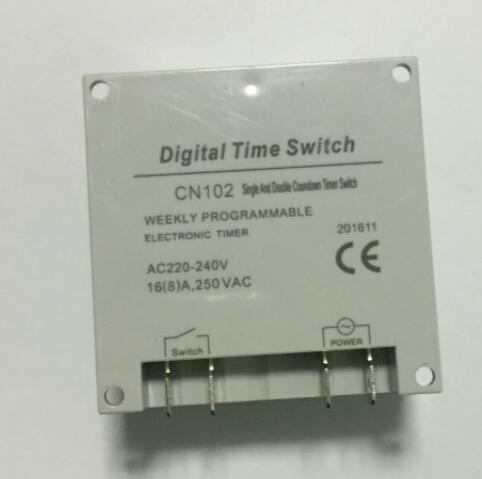 Digital Time Switch
CN102 Single And Double Coundown Timer Switch
WEEKLY PROGRAMMABLE
ELECTRONIC TIMER
201611
CE
AC220-240V
16(8)A,250VAC
Switch
POWER